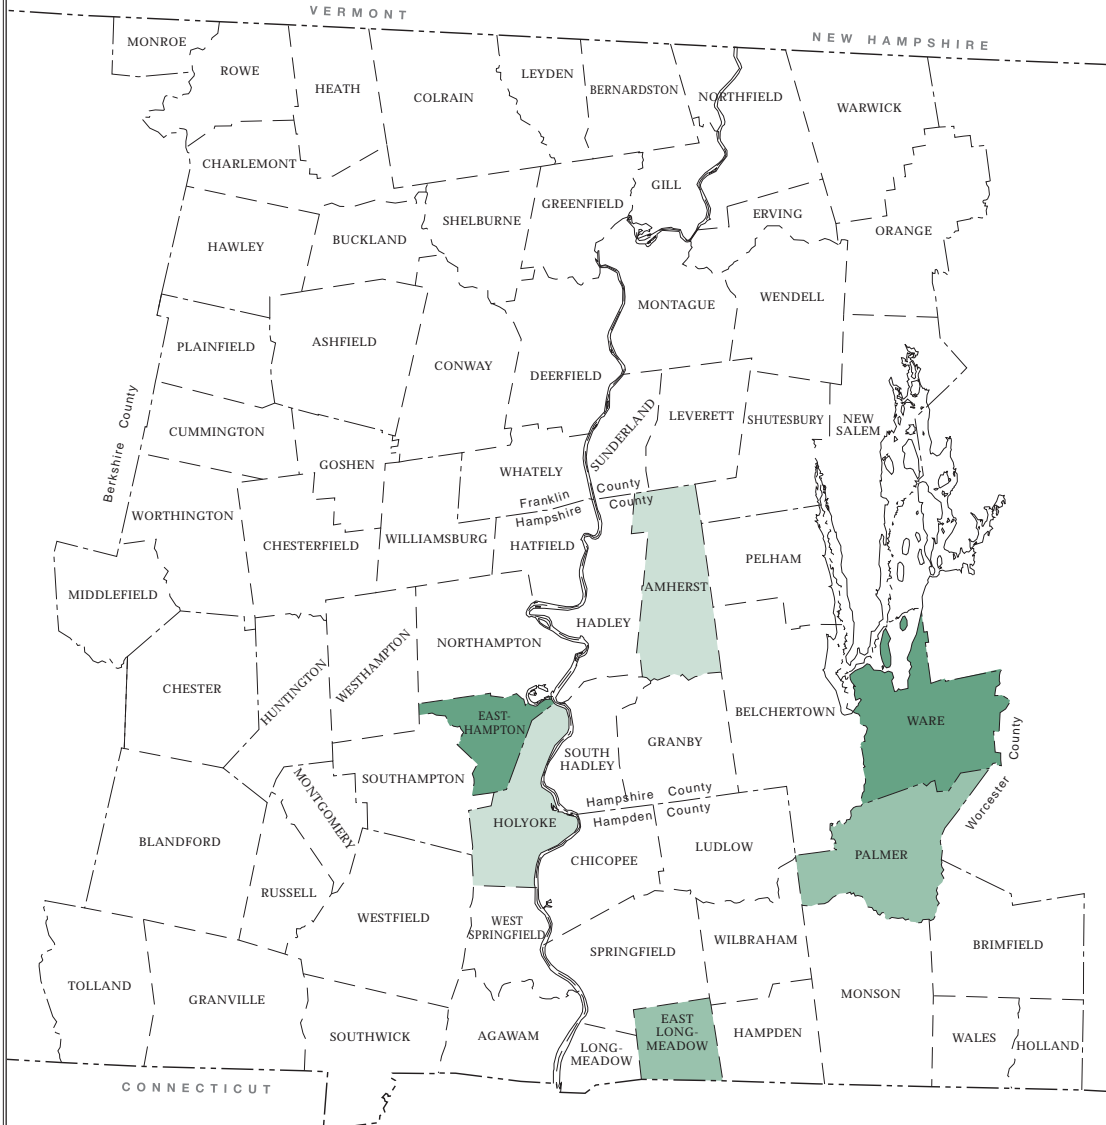 VERMONT
NEW HAMPSHIRE
MONROE
ROWE
HEATH
COLRAIN
LEYDEN
BERNARDSTON
NORTHFIELD
WARWICK
CHARLEMONT
GILL
GREENFIELD
SHELBURNE
ERVING
ORANGE
HAWLEY
BUCKLAND
MONTAGUE
WENDELL
PLAINFIELD
ASHFIELD
CONWAY
DEERFIELD
SUNDERLAND
LEVERETT
SHUTESBURY
NEW
SALEM
Berkshire County
CUMMINGTON
GOSHEN
WHATELY
Franklin County
Hampshire County
WORTHINGTON
CHESTERFIELD
WILLIAMSBURG
HATFIELD
PELHAM
MIDDLEFIELD
AMHERST
HADLEY
NORTHAMPTON
WESTHAMPTON
HUNTINGTON
CHESTER
EAST-
HAMPTON
BELCHERTOWN
WARE
SOUTH
HADLEY
GRANBY
SOUTHAMPTON
MONTGOMERY
Hampshire County
Hampden County
Worcester County
HOLYOKE
BLANDFORD
CHICOPEE
LUDLOW
PALMER
RUSSELL
WESTFIELD
WEST
SPRINGFIELD
SPRINGFIELD
WILBRAHAM
BRIMFIELD
TOLLAND
GRANVILLE
MONSON
SOUTHWICK
AGAWAM
LONG-
MEADOW
EAST
LONG-
MEADOW
HAMPDEN
WALES
HOLLAND
CONNECTICUT